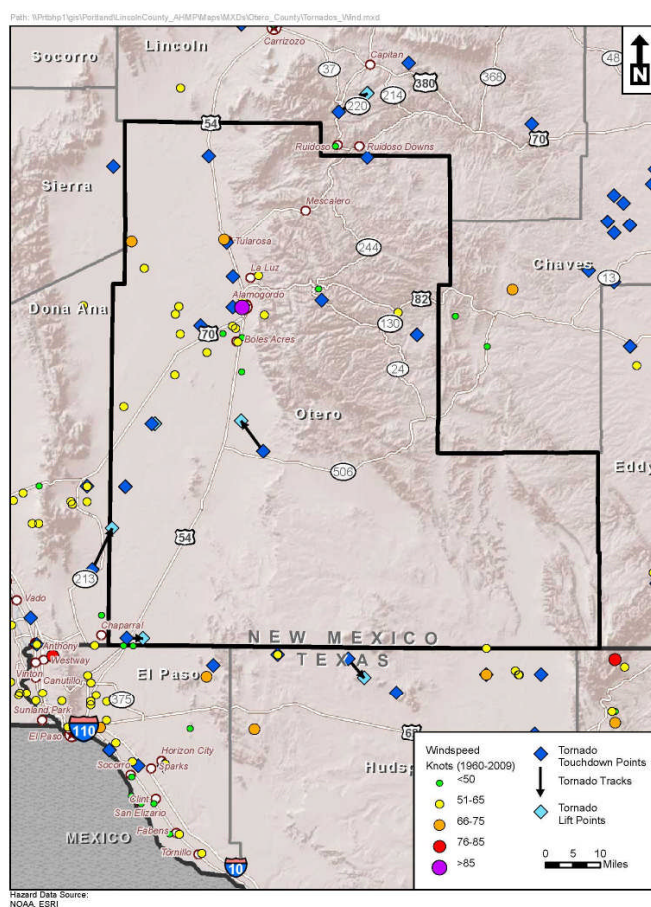 Path: \\Prtbhp1\gis\Portland\LincolnCounty_AHMP\Maps\MXDs\Otero_County\Tornados_Wind.mxd
Lincoln
Carrizozo
Socorro
Capitan
37
380
368
48
N
220
214
54
70
Ruidoso
Ruidoso Downs
Sierra
Mescalero
Tularosa
244
Chaves
La Luz
13
Dona Ana
Alamogordo
82
70
130
Boles Acres
24
Otero
506
Eddy
54
213
Vado
Chaparral
NEW MEXICO
Anthony
TEXAS
Westway
El Paso
Vinton
Canutillo
375
Sunland Park
110
El Paso
62
Horizon City
Hudsp
Socorro
Sparks
Clint
San Elizario
MEXICO
Fabens
Tornillo
10
Windspeed
Knots (1960-2009)
<50
51-65
66-75
76-85
>85
Tornado
Touchdown Points
Tornado Tracks
Tornado
Lift Points
0 5 10
Miles
Hazard Data Source:
NOAA, ESRI